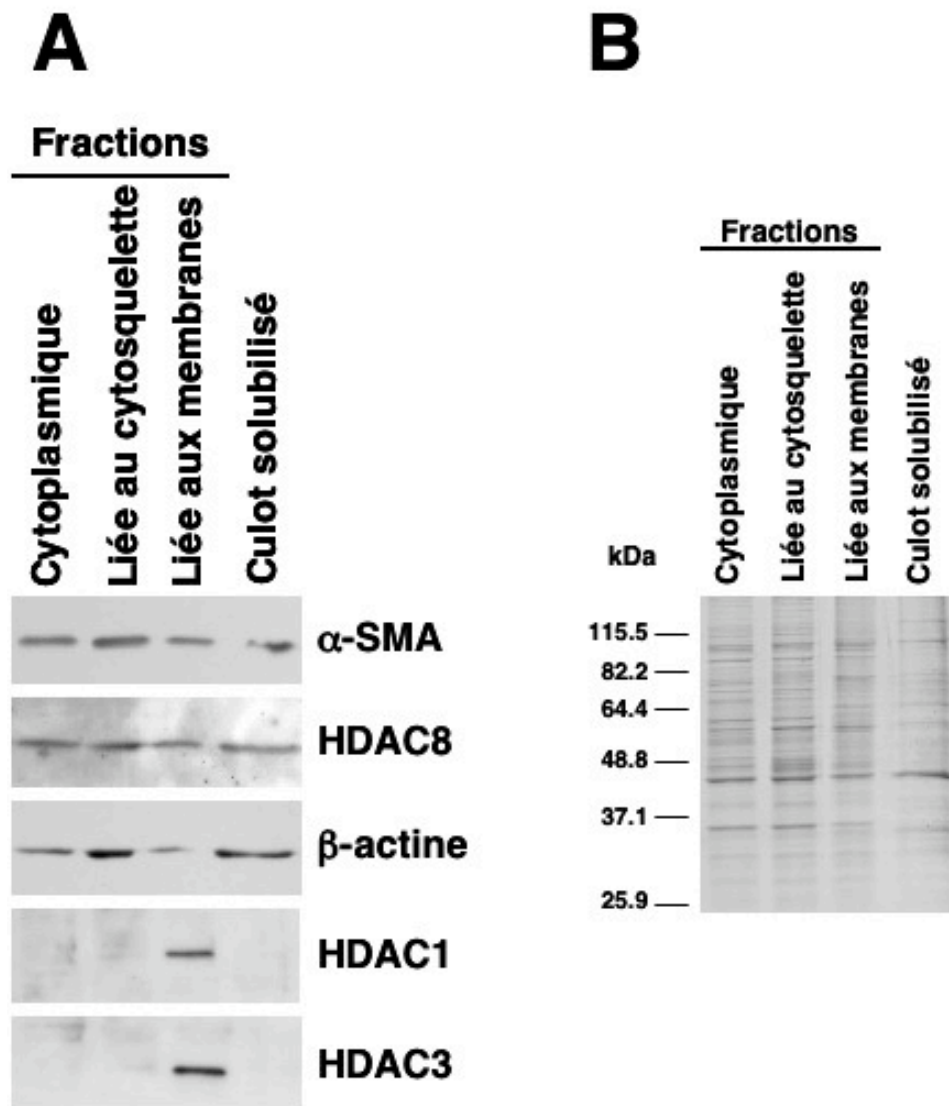 A
Fractions
Cytoplasmique
Liée au cytosquelette
Liée aux membranes
Culot solubilisé
α-SMA
HDAC8
β-actine
HDAC1
HDAC3
B
Fractions
kDa
Cytoplasmique
Liée au cytosquelette
Liée aux membranes
Culot solubilisé
115.5
82.2
64.4
48.8
37.1
25.9